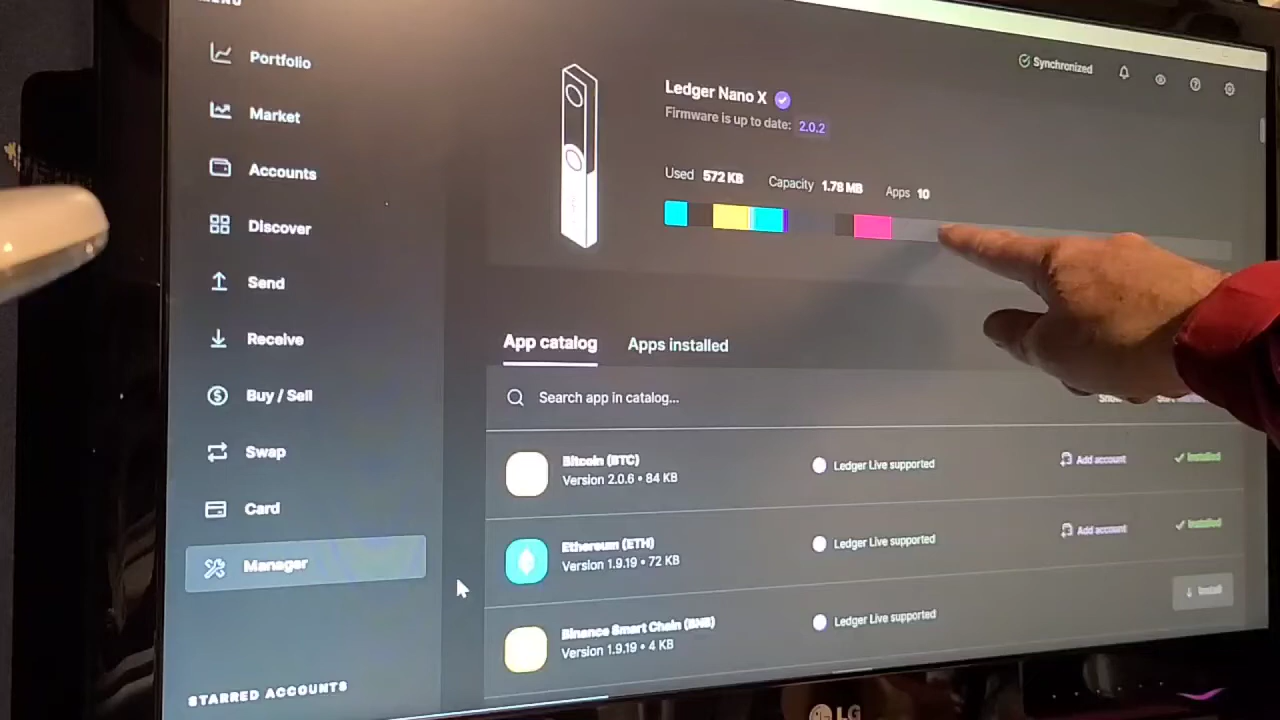 Portfolio
Market
Accounts
Discover
Send
Receive
Buy / Sell
Swap
Card
Manager
STARRED ACCOUNTS
Synchronized
Ledger Nano X
Firmware is up to date: 2.0.2
Used 572 KB Capacity 1.78 MB Apps 10
App catalog Apps installed
Search app in catalog...
Bitcoin (BTC)
Version 2.0.6 • 84 KB
Ledger Live supported
Add account
Installed
Ethereum (ETH)
Version 1.9.19 • 72 KB
Ledger Live supported
Add account
Installed
Binance Smart Chain (BNB)
Version 1.9.19 • 4 KB
Ledger Live supported
Install
LG